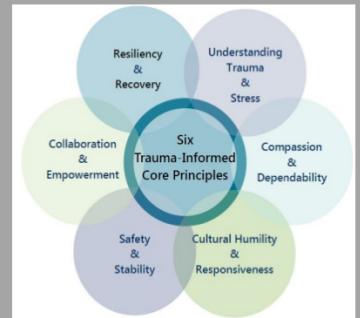 Six
Trauma-Informed
Core Principles
Understanding
Trauma
&
Stress
Compassion
&
Dependability
Cultural Humility
&
Responsiveness
Safety
&
Stability
Collaboration
&
Empowerment
Resiliency
&
Recovery